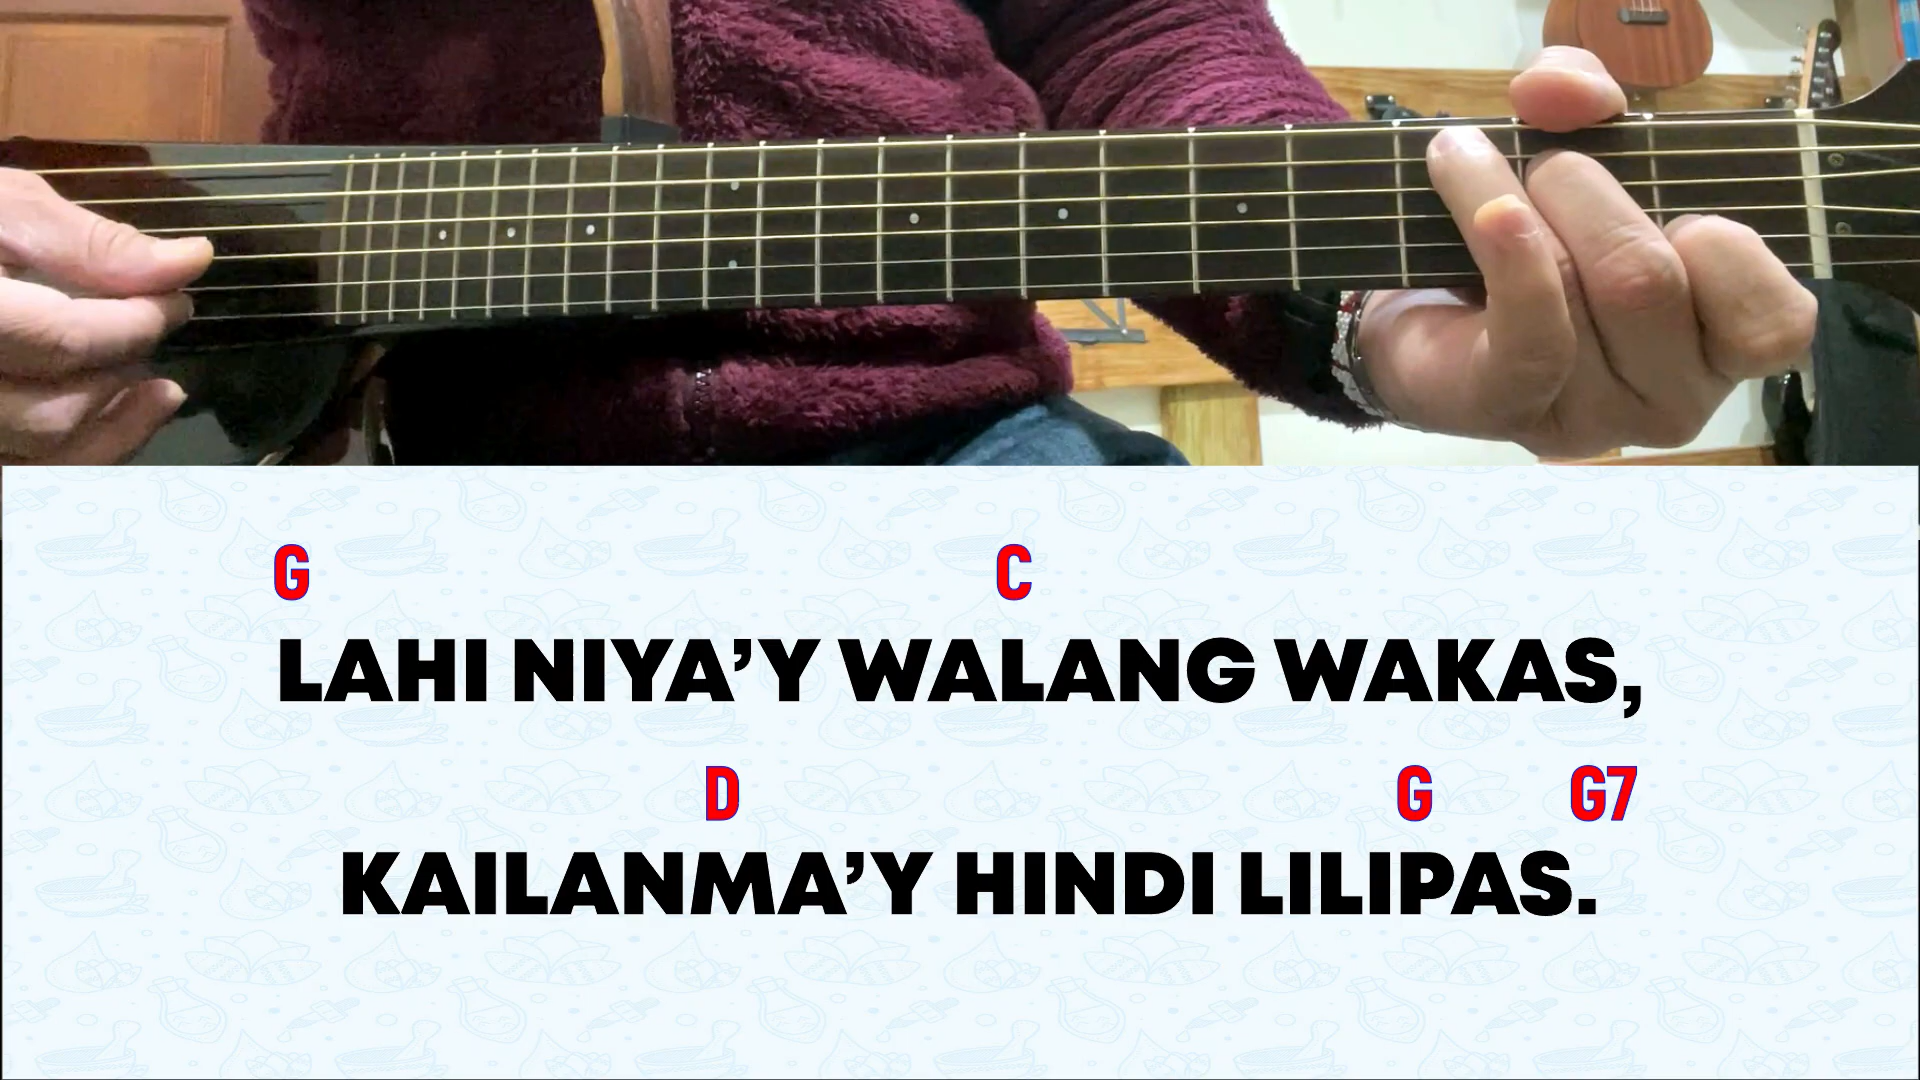 G C
LAHI NIYA’Y WALANG WAKAS,
D G G7
KAILANMA’Y HINDI LILIPAS.